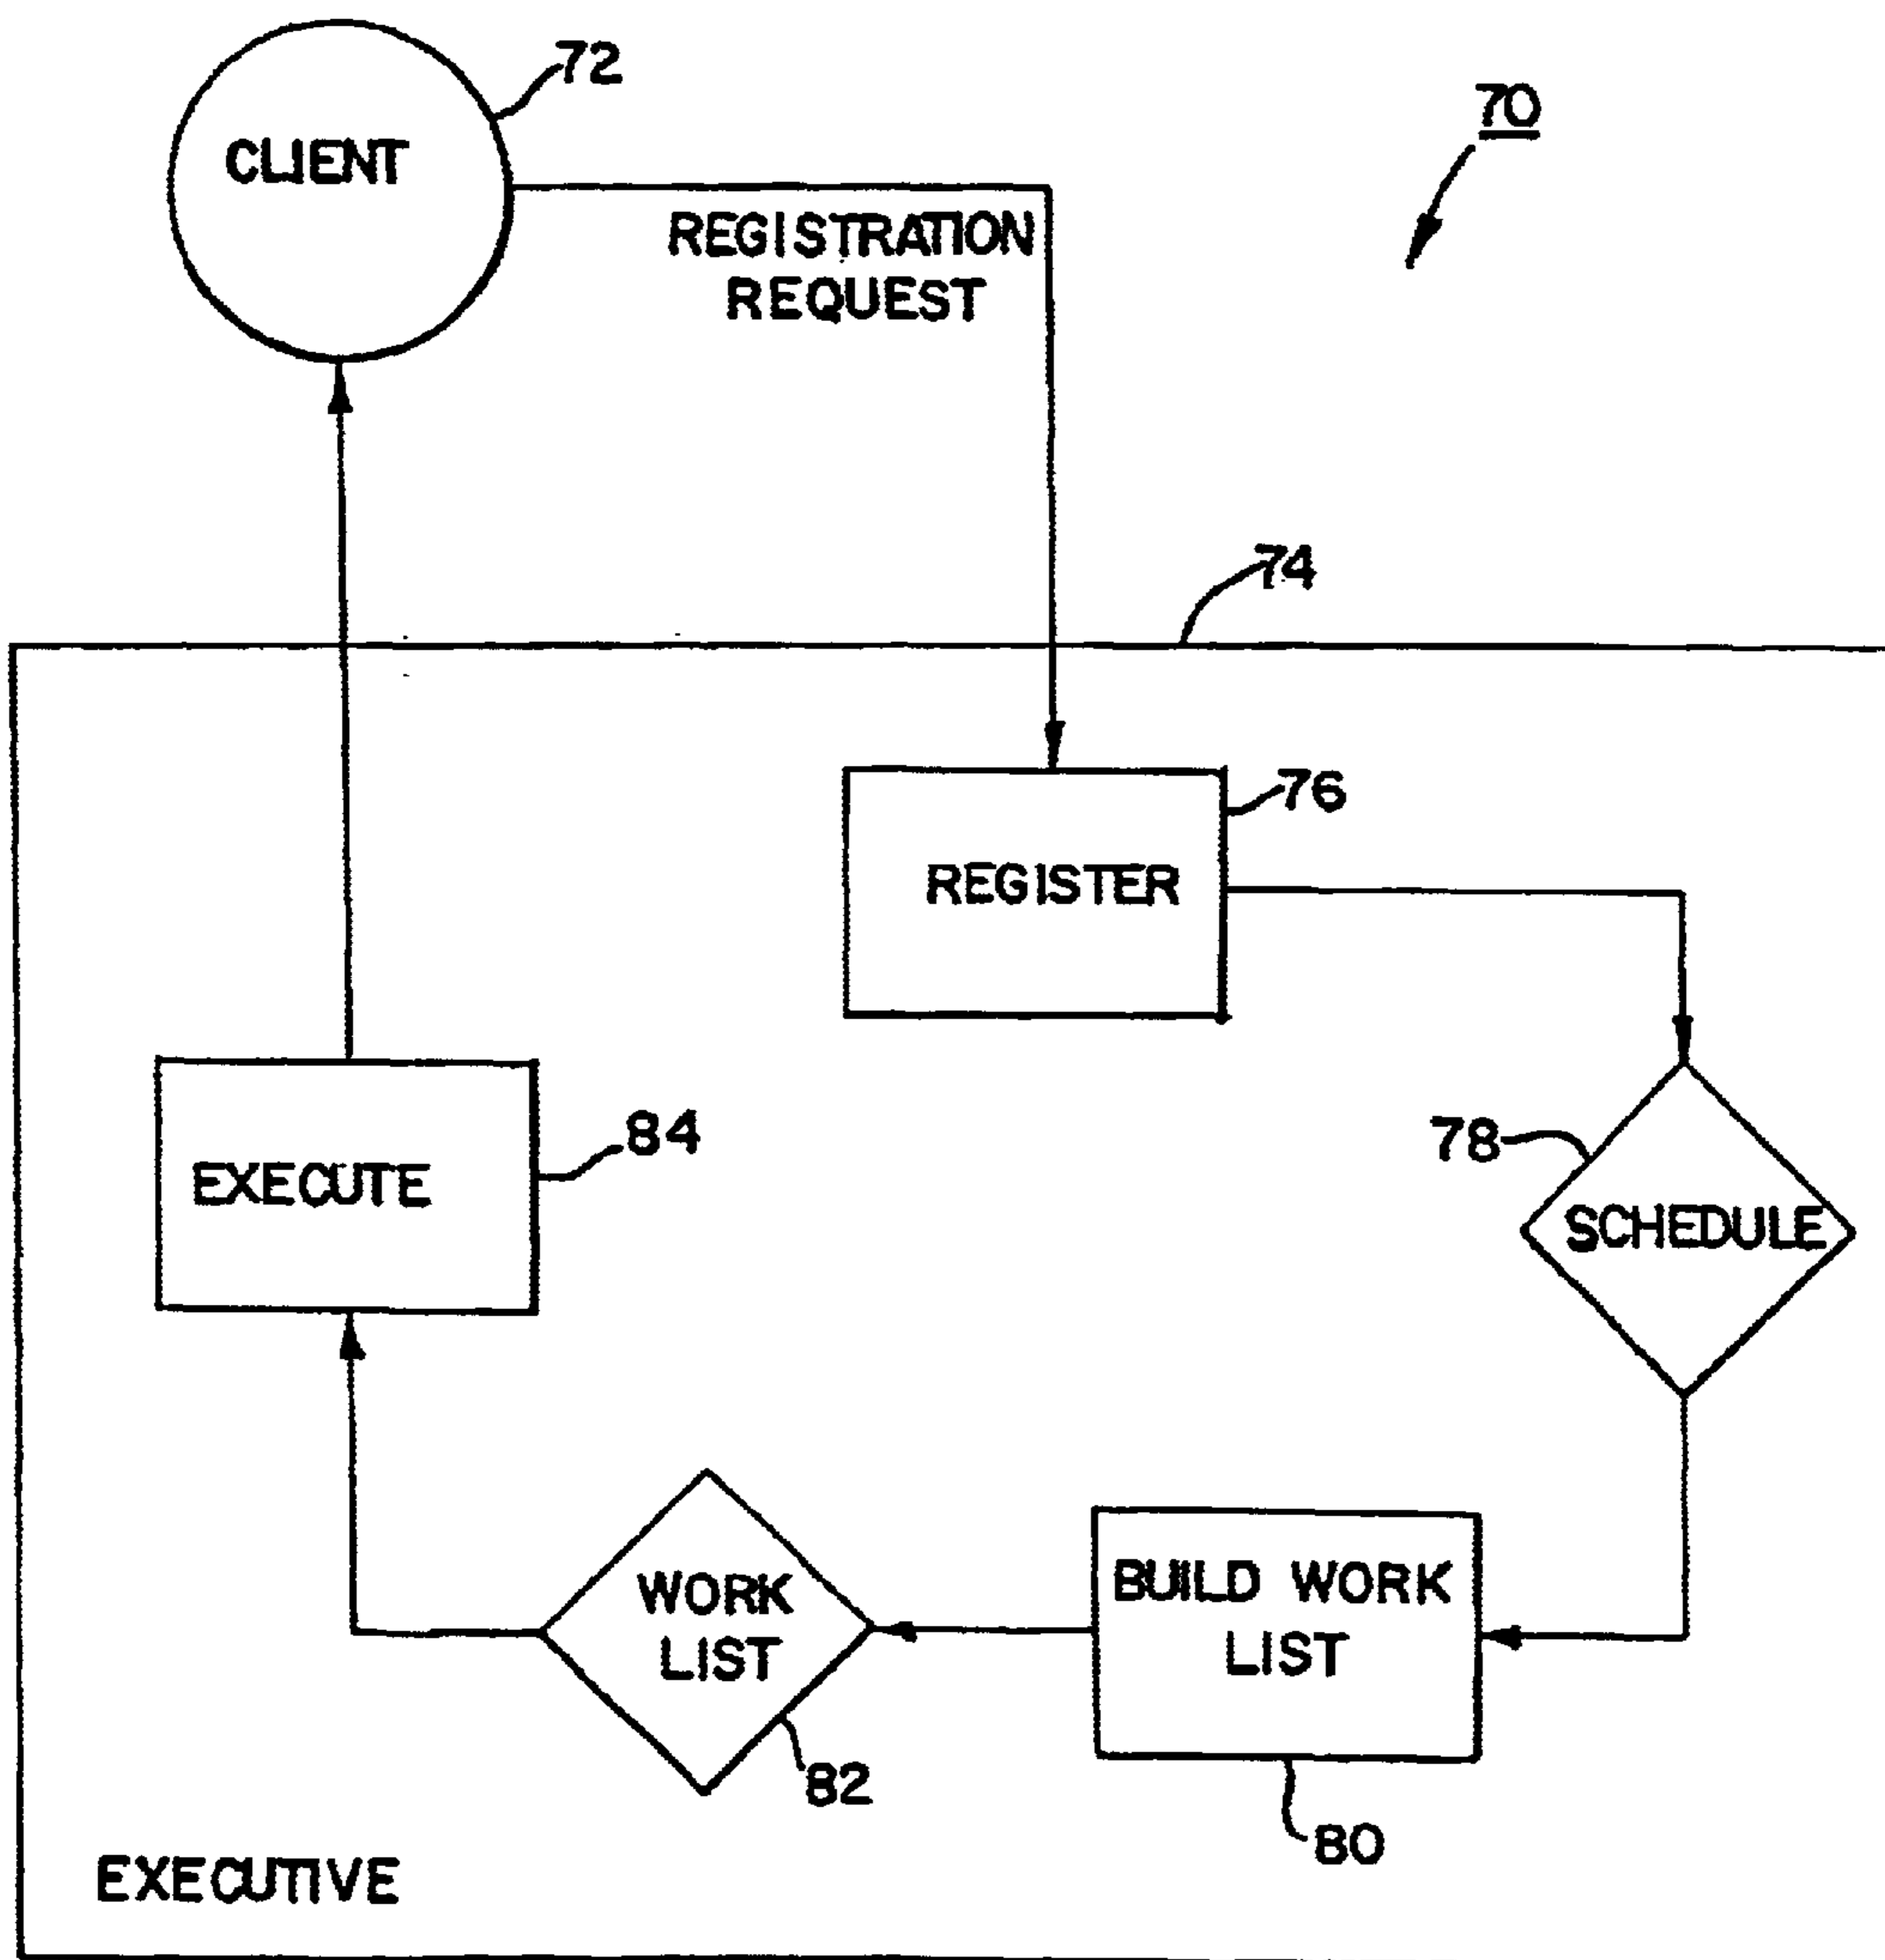 72
70
CLIENT
REGISTRATION
REQUEST
74
76
REGISTER
84
78
EXECUTE
SCHEDULE
WORK
LIST
BUILD WORK
LIST
82
80
EXECUTIVE